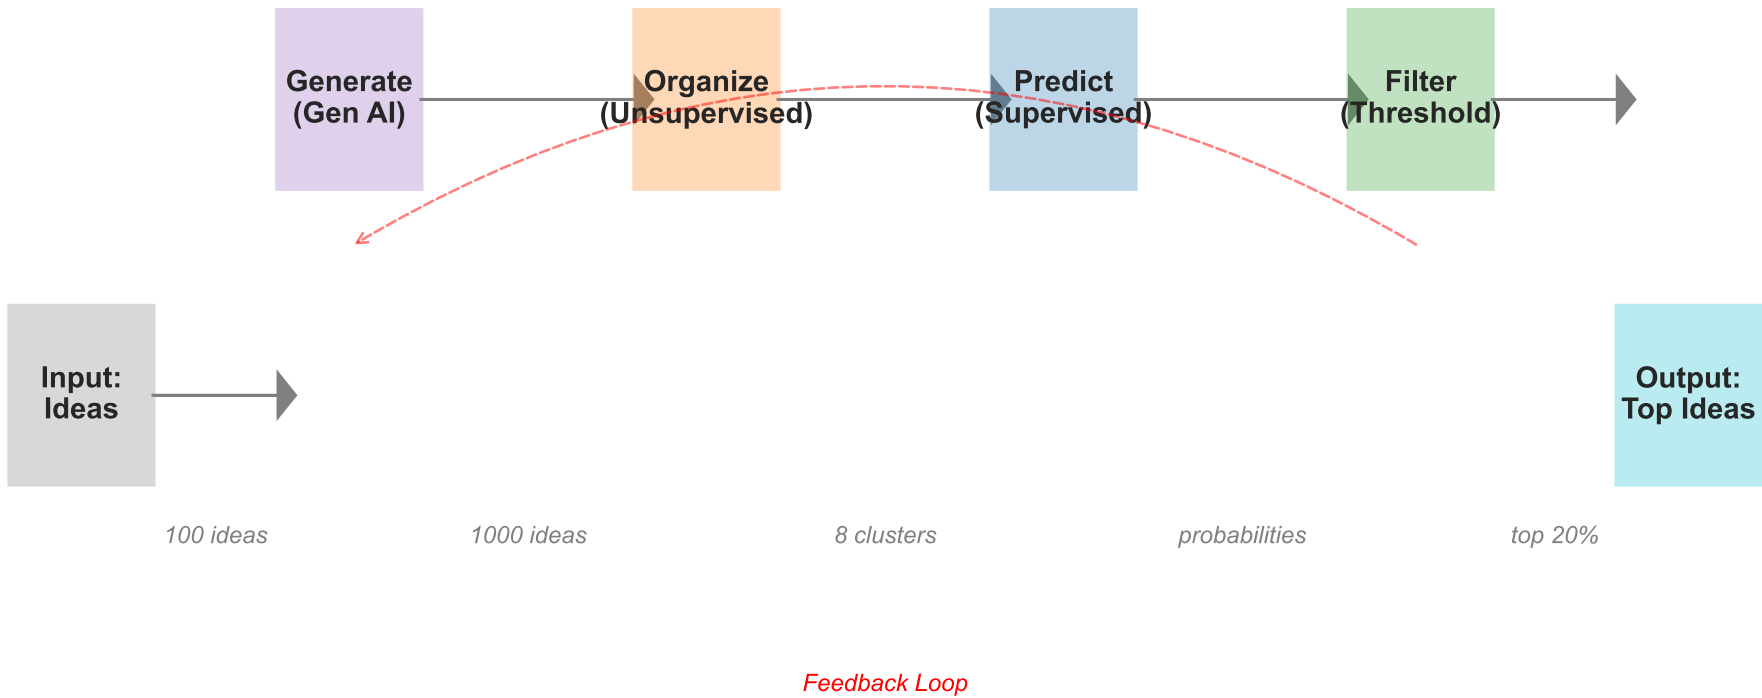 Generate
(Gen AI)
Organize
(Unsupervised)
Predict
(Supervised)
Filter
(Threshold)
Input:
Ideas
Output:
Top Ideas
100 ideas
1000 ideas
8 clusters
probabilities
top 20%
Feedback Loop